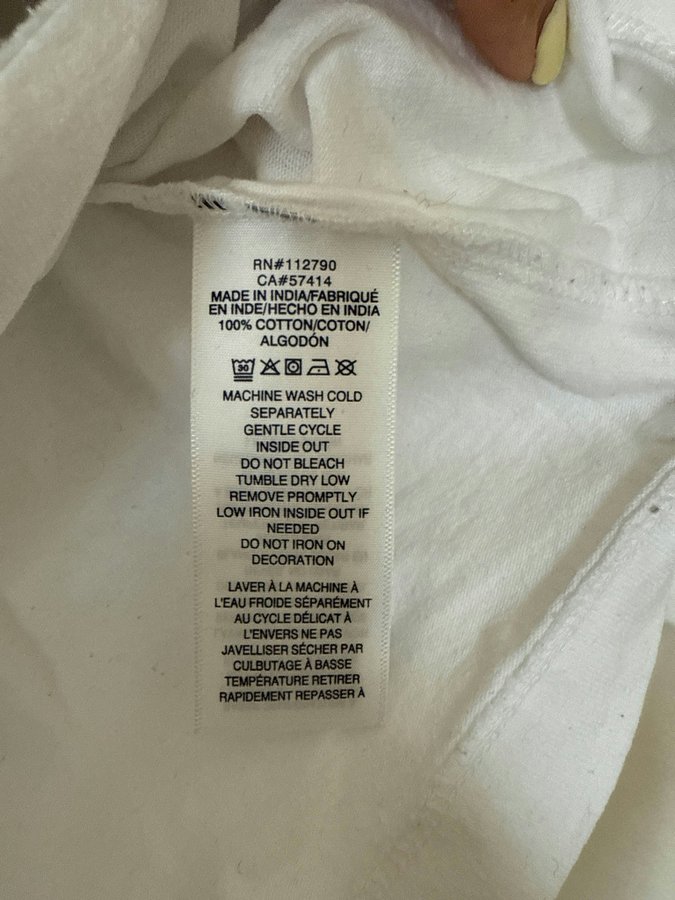 RN#112790
CA#57414
MADE IN INDIA/FABRIQUÉ
EN INDE/HECHO EN INDIA
100% COTTON/COTON/
ALGODÓN
30
MACHINE WASH COLD
SEPARATELY
GENTLE CYCLE
INSIDE OUT
DO NOT BLEACH
TUMBLE DRY LOW
REMOVE PROMPTLY
LOW IRON INSIDE OUT IF
NEEDED
DO NOT IRON ON
DECORATION
LAVER À LA MACHINE À
L'EAU FROIDE SÉPARÉMENT
AU CYCLE DÉLICAT À
L'ENVERS NE PAS
JAVELLISER SÉCHER PAR
CULBUTAGE À BASSE
TEMPÉRATURE RETIRER
RAPIDEMENT REPASSER À